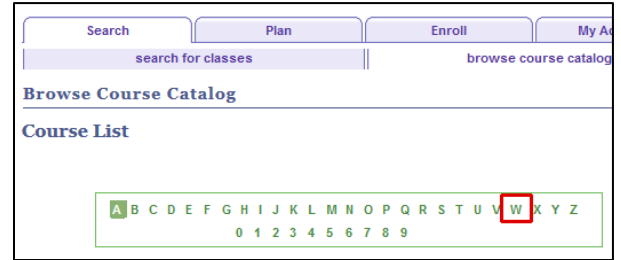 Search Plan Enroll My Ac
search for classes browse course catalog
Browse Course Catalog
Course List
A B C D E F G H I J K L M N O P Q R S T U V W X Y Z
0 1 2 3 4 5 6 7 8 9